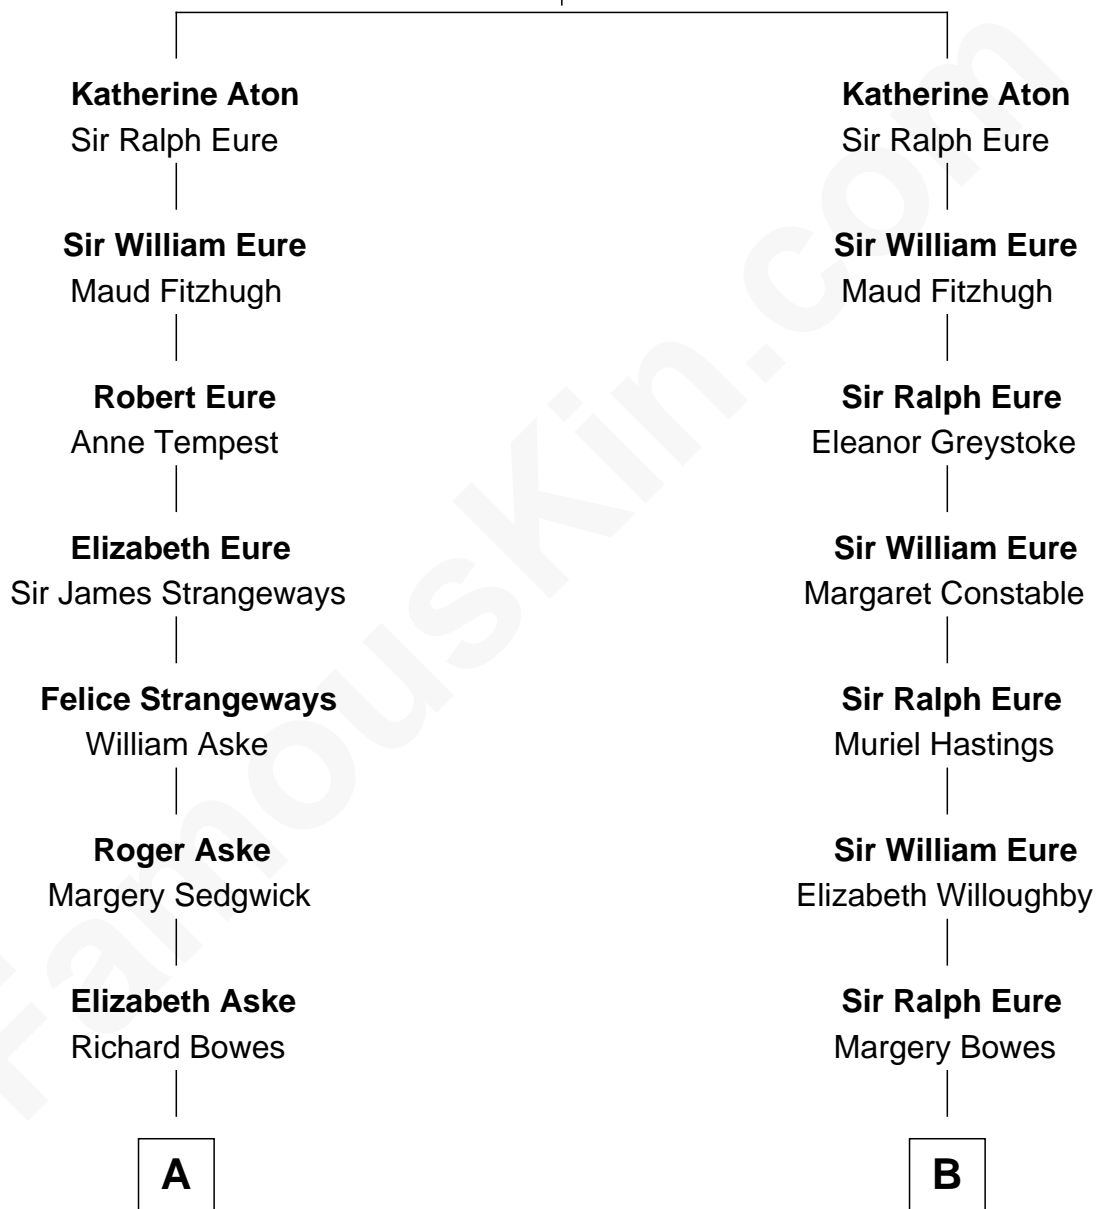 Katherine Aton
Sir Ralph Eure
Sir William Eure
Maud Fitzhugh
Robert Eure
Anne Tempest
Elizabeth Eure
Sir James Strangeways
Felice Strangeways
William Aske
Roger Aske
Margery Sedgwick
Elizabeth Aske
Richard Bowes
A
Katherine Aton
Sir Ralph Eure
Sir William Eure
Maud Fitzhugh
Sir Ralph Eure
Eleanor Greystoke
Sir William Eure
Margaret Constable
Sir Ralph Eure
Muriel Hastings
Sir William Eure
Elizabeth Willoughby
Sir Ralph Eure
Margery Bowes
B
FamousKin.com